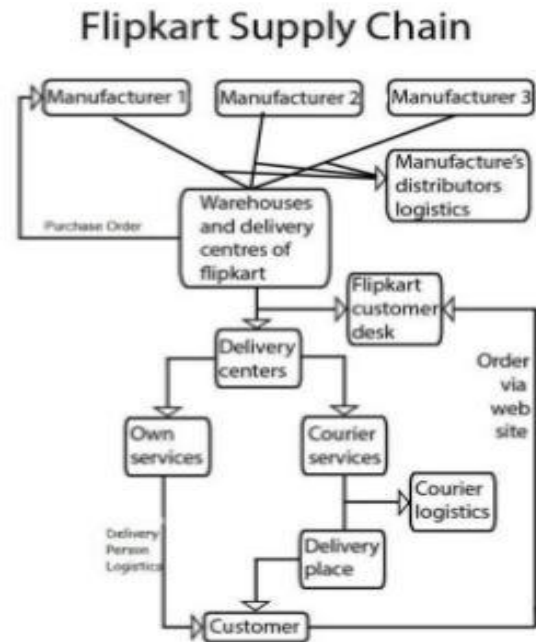 Flipkart Supply Chain
Manufacturer 1
Manufacturer 2
Manufacturer 3
Manufacture's
distributors
logistics
Warehouses
and delivery
centres of
flipkart
Purchase Order
Flipkart
customer
desk
Delivery
centers
Order
via
web
site
Own
services
Courier
services
Courier
logistics
Delivery
Person
Logistics
Delivery
place
Customer